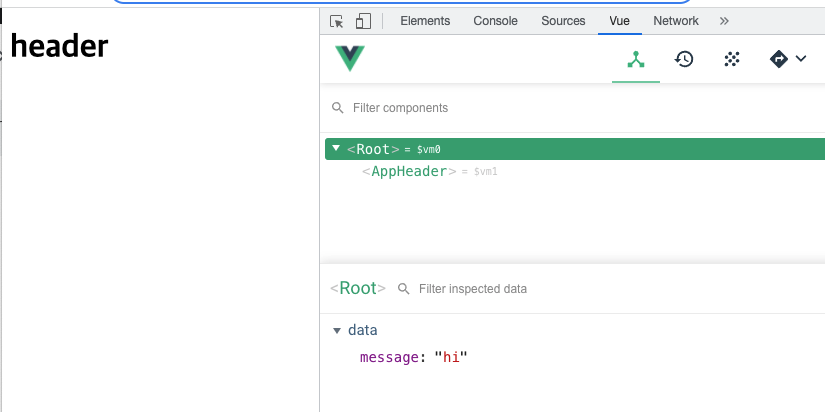 header
Elements Console Sources Vue Network »
Filter components
<Root> = $vm0
<AppHeader> = $vm1
<Root> Filter inspected data
data
message: "hi"